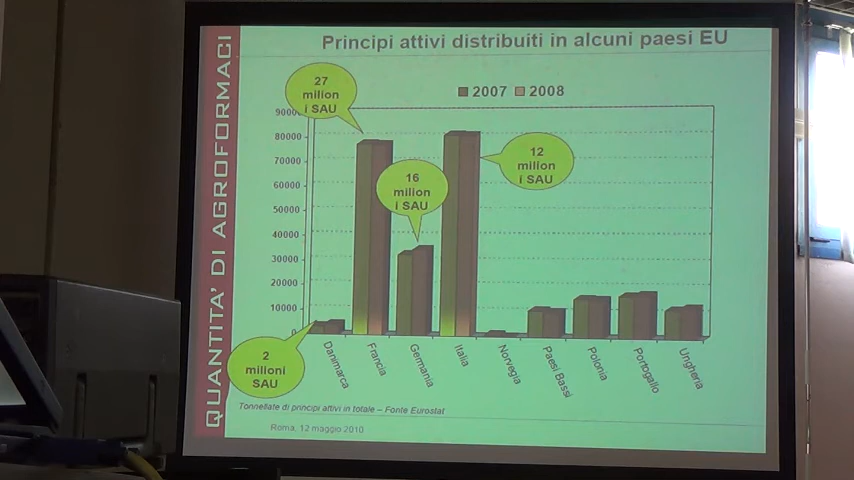 Principi attivi distribuiti in alcuni paesi EU
QUANTITA' DI AGROFORMACI
2007 2008
27
milion
i SAU
12
milion
i SAU
16
milion
i SAU
2
milioni
SAU
90000
80000
70000
60000
50000
40000
30000
20000
10000
0
Danimarca
Francia
Germania
Italia
Norvegia
Paesi Bassi
Polonia
Portogallo
Ungheria
Tonnellate di principi attivi in totale – Fonte Eurostat
Roma, 12 maggio 2010